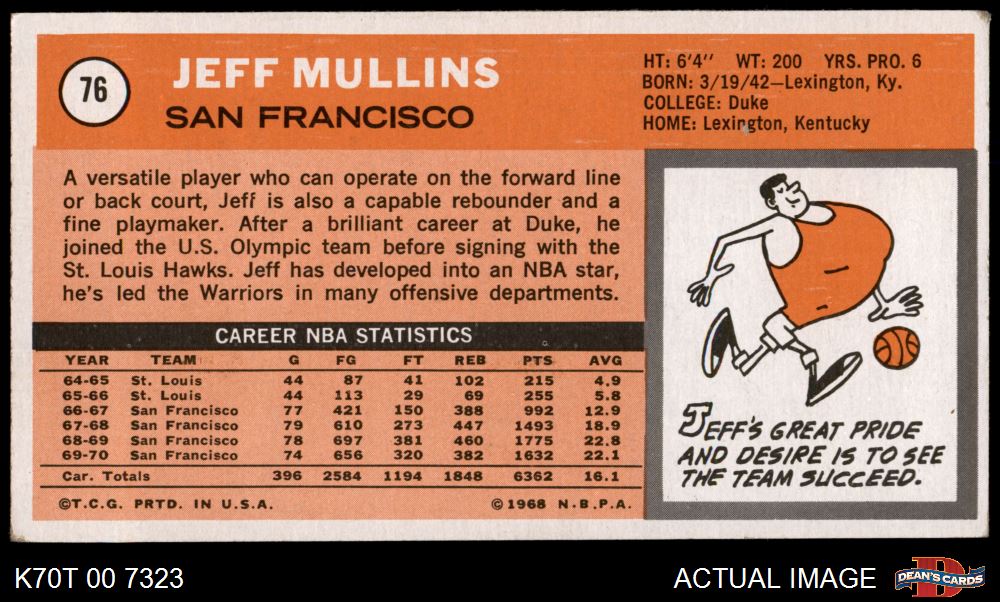 76
JEFF MULLINS
SAN FRANCISCO
HT: 6'4" WT: 200 YRS. PRO. 6
BORN: 3/19/42—Lexington, Ky.
COLLEGE: Duke
HOME: Lexington, Kentucky
A versatile player who can operate on the forward line
or back court, Jeff is also a capable rebounder and a
fine playmaker. After a brilliant career at Duke, he
joined the U.S. Olympic team before signing with the
St. Louis Hawks. Jeff has developed into an NBA star,
he's led the Warriors in many offensive departments.
CAREER NBA STATISTICS
YEAR TEAM G FG FT REB PTS AVG
64-65 St. Louis 44 87 41 102 215 4.9
65-66 St. Louis 44 113 29 69 255 5.8
66-67 San Francisco 77 421 150 388 992 12.9
67-68 San Francisco 79 610 273 447 1493 18.9
68-69 San Francisco 78 697 381 460 1775 22.8
69-70 San Francisco 74 656 320 382 1632 22.1
Car. Totals 396 2584 1194 1848 6362 16.1
©T.C.G. PRTD. IN U.S.A. ©1968 N.B.P.A.
JEFF'S GREAT PRIDE
AND DESIRE IS TO SEE
THE TEAM SUCCEED.
K70T 00 7323
ACTUAL IMAGE
D
DEAN'S CARDS